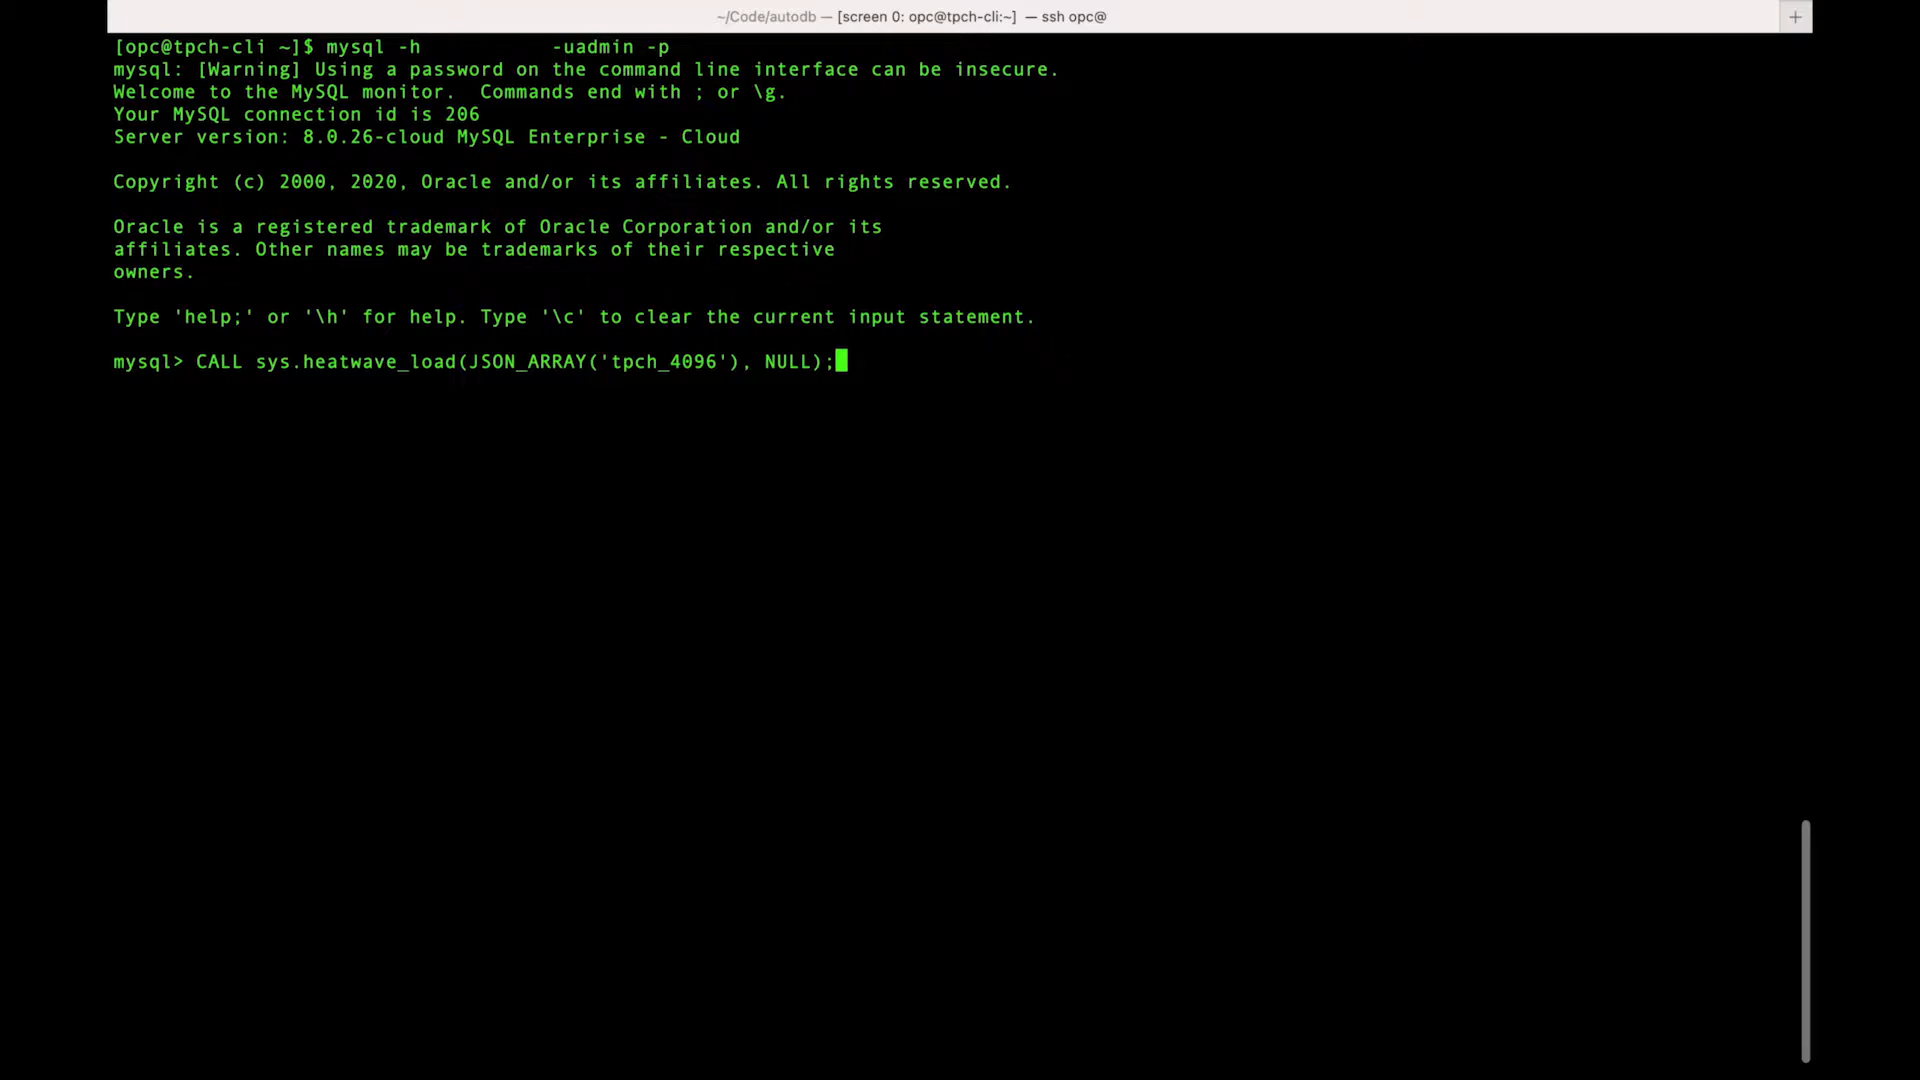 ~/Code/autodb — [screen 0: opc@tpch-cli:~] — ssh opc@
[opc@tpch-cli ~]$ mysql -h -uadmin -p
mysql: [Warning] Using a password on the command line interface can be insecure.
Welcome to the MySQL monitor. Commands end with ; or \g.
Your MySQL connection id is 206
Server version: 8.0.26-cloud MySQL Enterprise - Cloud
Copyright (c) 2000, 2020, Oracle and/or its affiliates. All rights reserved.
Oracle is a registered trademark of Oracle Corporation and/or its
affiliates. Other names may be trademarks of their respective
owners.
Type 'help;' or '\h' for help. Type '\c' to clear the current input statement.
mysql> CALL sys.heatwave_load(JSON_ARRAY('tpch_4096'), NULL);